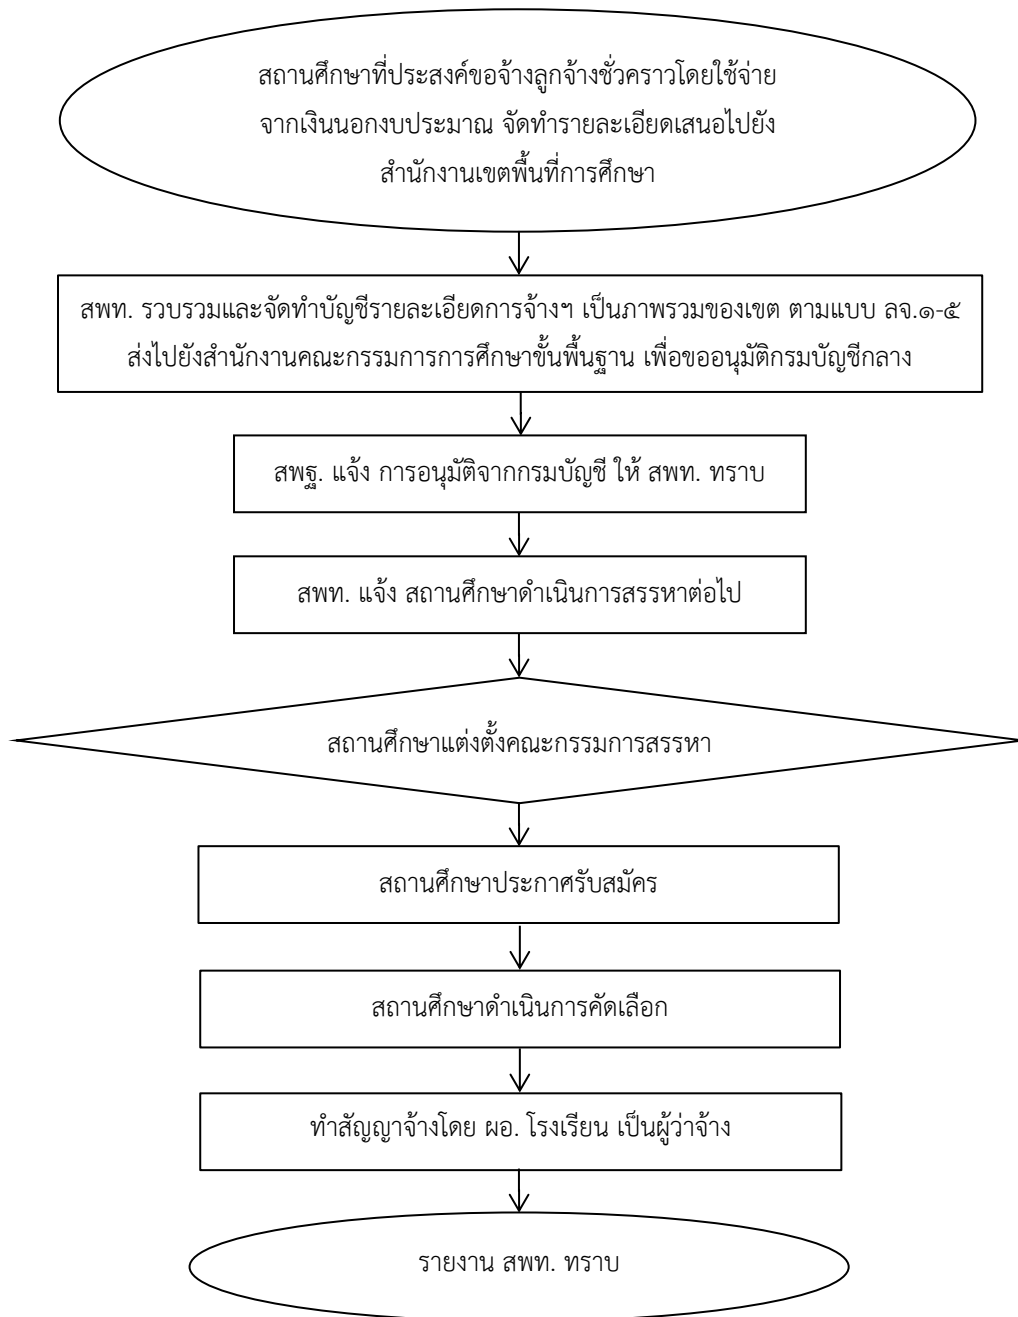 สถานศึกษาที่ประสงค์ขอจ้างลูกจ้างชั่วคราวโดยใช้จ่าย
จากเงินนอกงบประมาณ จัดทำรายละเอียดเสนอไปยัง
สำนักงานเขตพื้นที่การศึกษา
สพท. รวบรวมและจัดทำบัญชีรายละเอียดการจ้างฯ เป็นภาพรวมของเขต ตามแบบ ลจ.๑-๕
ส่งไปยังสำนักงานคณะกรรมการการศึกษาขั้นพื้นฐาน เพื่อขออนุมัติกรมบัญชีกลาง
สพฐ. แจ้ง การอนุมัติจากกรมบัญชี ให้ สพท. ทราบ
สพท. แจ้ง สถานศึกษาดำเนินการสรรหาต่อไป
สถานศึกษาแต่งตั้งคณะกรรมการสรรหา
สถานศึกษาประกาศรับสมัคร
สถานศึกษาดำเนินการคัดเลือก
ทำสัญญาจ้างโดย ผอ. โรงเรียน เป็นผู้ว่าจ้าง
รายงาน สพท. ทราบ